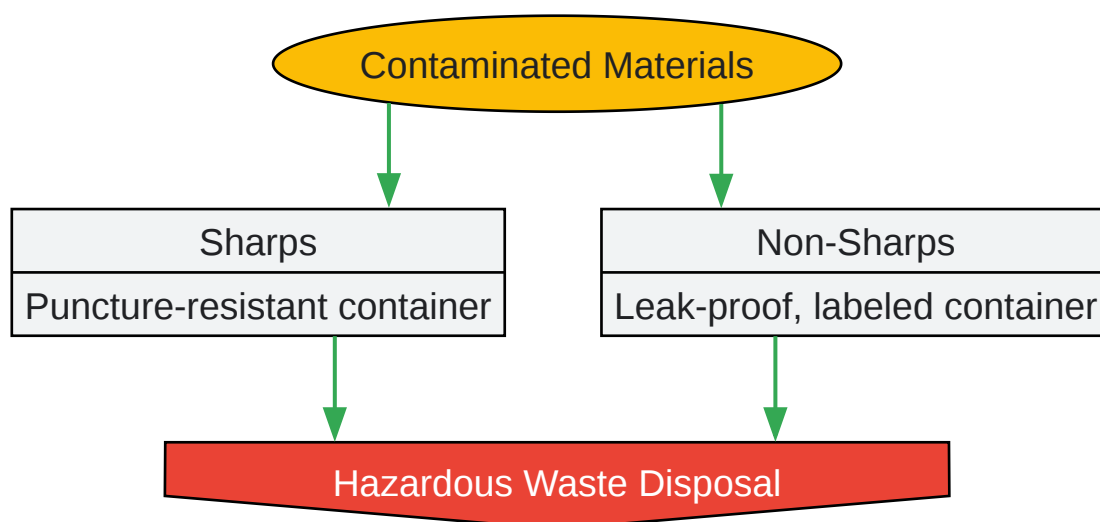 Contaminated Materials
Sharps
Puncture-resistant container
Non-Sharps
Leak-proof, labeled container
Hazardous Waste Disposal